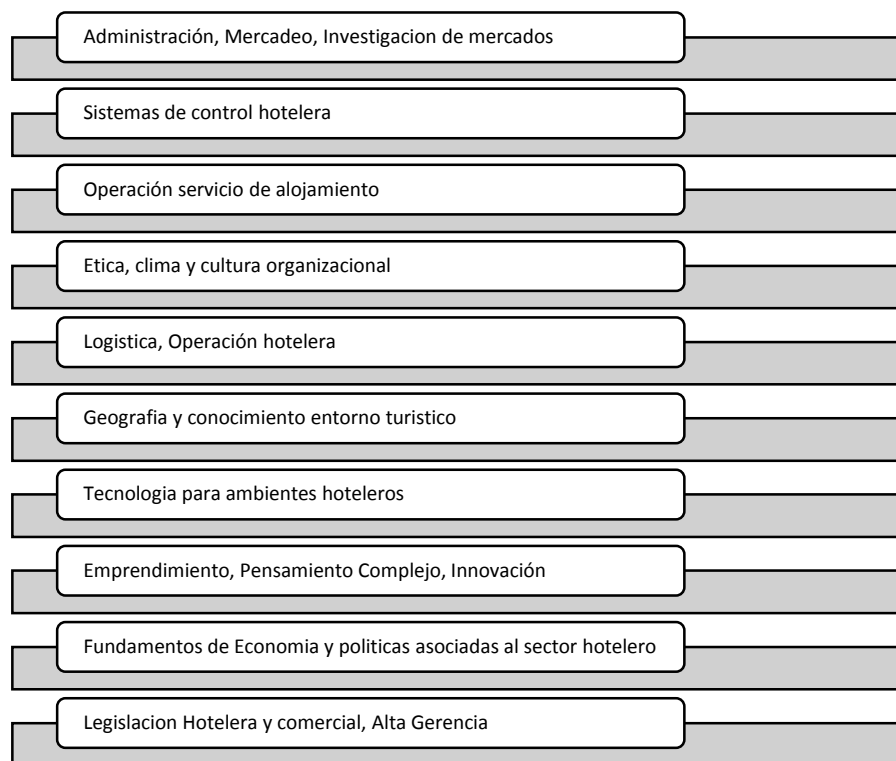 Administración, Mercadeo, Investigacion de mercados
Sistemas de control hotelera
Operación servicio de alojamiento
Etica, clima y cultura organizacional
Logistica, Operación hotelera
Geografia y conocimiento entorno turistico
Tecnologia para ambientes hoteleros
Emprendimiento, Pensamiento Complejo, Innovación
Fundamentos de Economia y politicas asociadas al sector hotelero
Legislacion Hotelera y comercial, Alta Gerencia